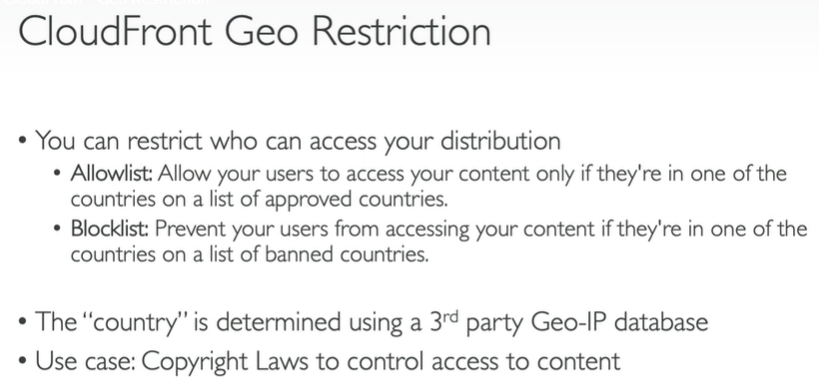 CloudFront Geo Restriction
• You can restrict who can access your distribution
• Allowlist: Allow your users to access your content only if they're in one of the
countries on a list of approved countries.
• Blocklist: Prevent your users from accessing your content if they're in one of the
countries on a list of banned countries.
• The “country” is determined using a 3rd party Geo-IP database
• Use case: Copyright Laws to control access to content